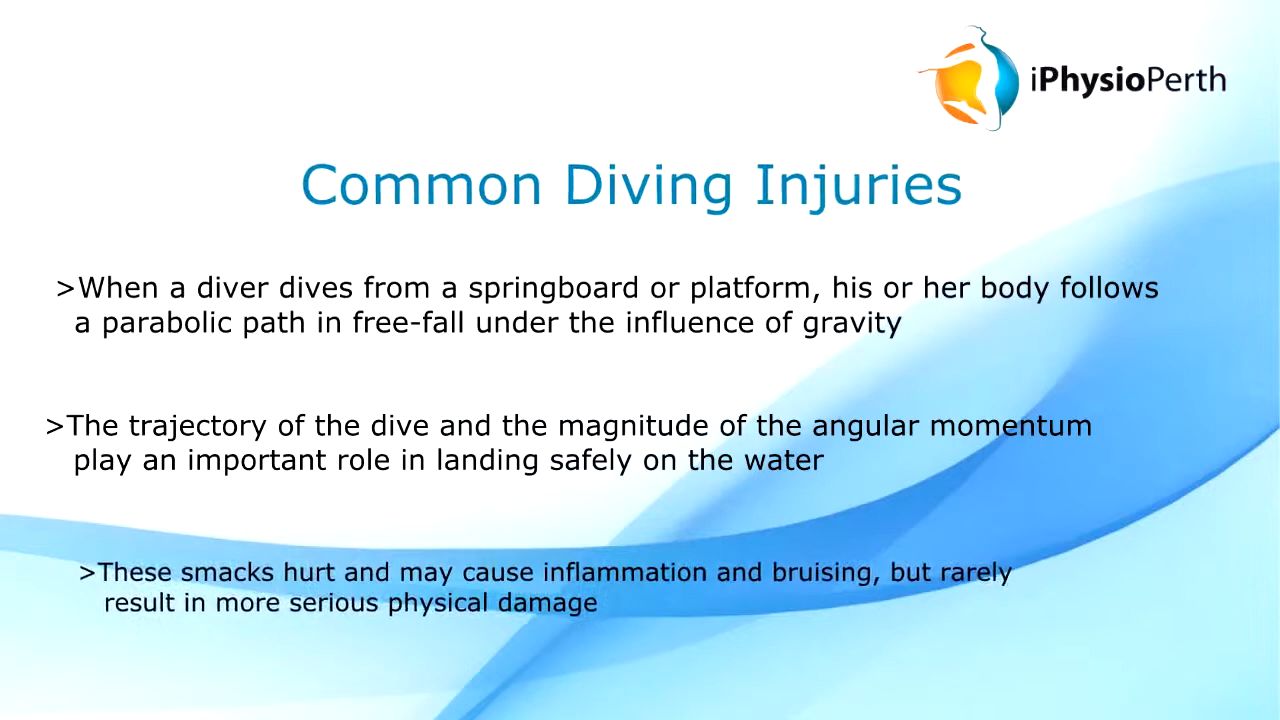 iPhysioPerth
Common Diving Injuries
>When a diver dives from a springboard or platform, his or her body follows
a parabolic path in free-fall under the influence of gravity
>The trajectory of the dive and the magnitude of the angular momentum
play an important role in landing safely on the water
>These smacks hurt and may cause inflammation and bruising, but rarely
result in more serious physical damage